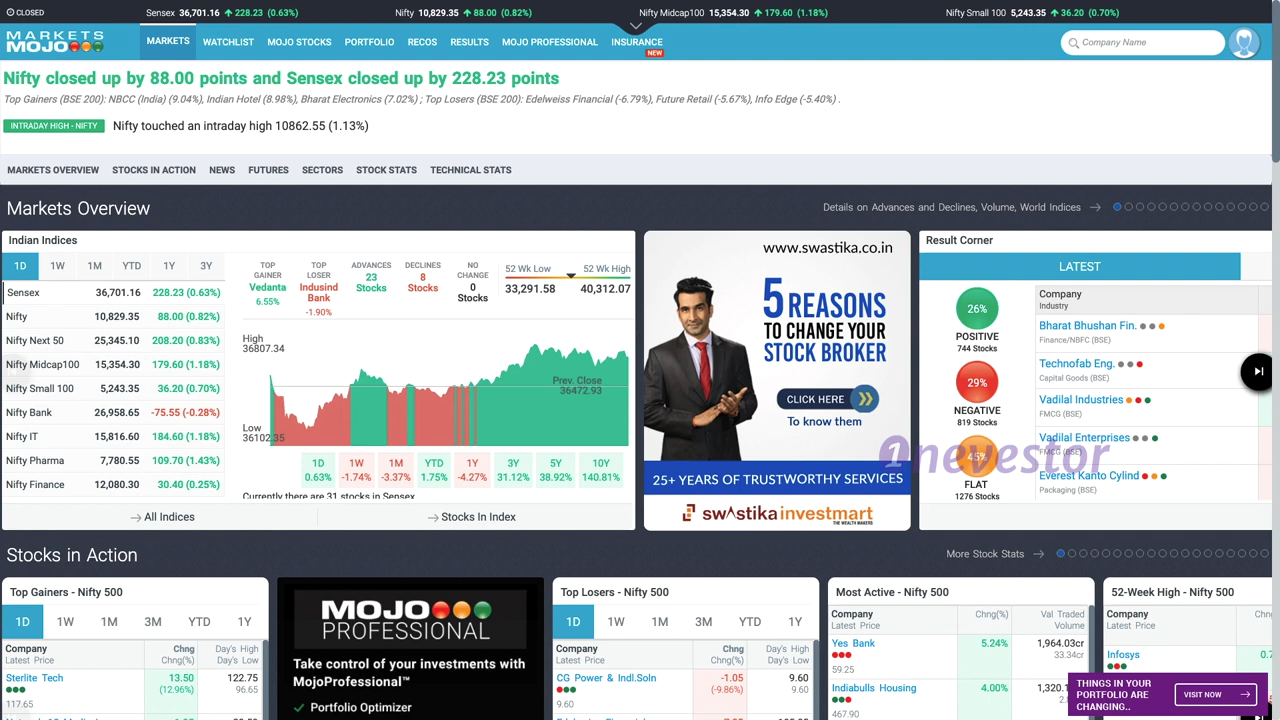 CLOSED
Sensex 36,701.16 228.23 (0.63%)
Nifty 10,829.35 88.00 (0.82%)
Nifty Midcap100 15,354.30 179.60 (1.18%)
Nifty Small 100 5,243.35 36.20 (0.70%)
MARKETS MOJO
MARKETS WATCHLIST MOJO STOCKS PORTFOLIO RECOS RESULTS MOJO PROFESSIONAL INSURANCE
NEW
Company Name
Nifty closed up by 88.00 points and Sensex closed up by 228.23 points
Top Gainers (BSE 200): NBCC (India) (9.04%), Indian Hotel (8.98%), Bharat Electronics (7.02%) ; Top Losers (BSE 200): Edelweiss Financial (-6.79%), Future Retail (-5.67%), Info Edge (-5.40%) .
INTRADAY HIGH - NIFTY Nifty touched an intraday high 10862.55 (1.13%)
MARKETS OVERVIEW STOCKS IN ACTION NEWS FUTURES SECTORS STOCK STATS TECHNICAL STATS
Markets Overview
Details on Advances and Declines, Volume, World Indices
Indian Indices
1D 1W 1M YTD 1Y 3Y
Sensex 36,701.16 228.23 (0.63%)
Nifty 10,829.35 88.00 (0.82%)
Nifty Next 50 25,345.10 208.20 (0.83%)
Nifty Midcap100 15,354.30 179.60 (1.18%)
Nifty Small 100 5,243.35 36.20 (0.70%)
Nifty Bank 26,958.65 -75.55 (-0.28%)
Nifty IT 15,816.60 184.60 (1.18%)
Nifty Pharma 7,780.55 109.70 (1.43%)
Nifty Finance 12,080.30 30.40 (0.25%)
TOP GAINER
Vedanta
6.55%
TOP LOSER
Indusind Bank
-1.90%
ADVANCES
23
Stocks
DECLINES
8
Stocks
NO CHANGE
0
Stocks
52 Wk Low 52 Wk High
33,291.58 40,312.07
High
36807.34
Prev. Close
36472.93
Low
36102.35
1D 1W 1M YTD 1Y 3Y 5Y 10Y
0.63% -1.74% -3.37% 1.75% -4.27% 31.12% 38.92% 140.81%
Currently there are 31 stocks in Sensex
All Indices
Stocks in Index
www.swastika.co.in
5 REASONS
TO CHANGE YOUR
STOCK BROKER
CLICK HERE
To know them
25+ YEARS OF TRUSTWORTHY SERVICES
swastika investmart
THE WEALTH MAKERS
Result Corner
LATEST
26%
POSITIVE
744 Stocks
29%
NEGATIVE
819 Stocks
45%
FLAT
1276 Stocks
Company
Industry
Bharat Bhushan Fin.
Finance/NBFC (BSE)
Technofab Eng.
Capital Goods (BSE)
Vadilal Industries
FMCG (BSE)
Vadilal Enterprises
FMCG (BSE)
Everest Kanto Cylind
Packaging (BSE)
1nevestor
Stocks in Action
More Stock Stats
Top Gainers - Nifty 500
1D 1W 1M 3M YTD 1Y
Company Chng Day's High
Latest Price Chng(%) Day's Low
Sterlite Tech 13.50 122.75
(12.96%) 96.65
117.65
MOJO
PROFESSIONAL
Take control of your investments with
MojoProfessional™
Portfolio Optimizer
Top Losers - Nifty 500
1D 1W 1M 3M YTD 1Y
Company Chng Day's High
Latest Price Chng(%) Day's Low
CG Power & Indl.Soln -1.05 9.60
(-9.86%) 9.60
9.60
Most Active - Nifty 500
Company Chng(%) Val Traded
Latest Price Volume
Yes Bank 5.24% 1,964.03cr
33.34cr
59.25
Indiabulls Housing 4.00%
467.90
52-Week High - Nifty 500
Company
Latest Price
Infosys
THINGS IN YOUR
PORTFOLIO ARE
CHANGING..
VISIT NOW